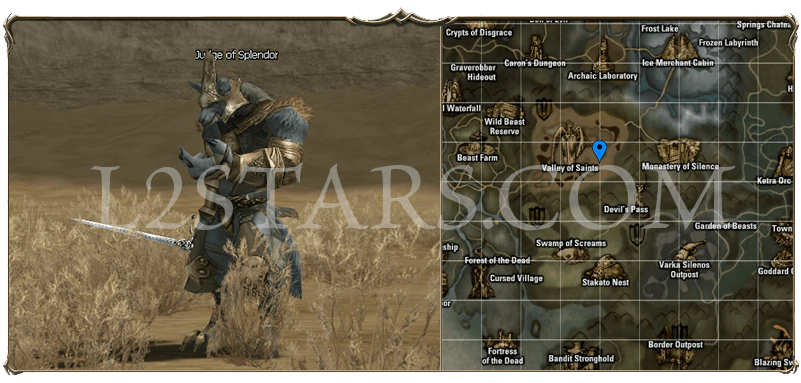 Judge of Splendor
L2STARS.COM
Crypts of Disgrace
Frost Lake
Springs
Frozen Labyrinth
Caron's Dungeon
Ice Merchant Cabin
Graverobber
Hideout
Archaic Laboratory
Waterfall
Wild Beast
Reserve
Beast Farm
Valley of Saints
Monastery of Silence
Ketra Orc
Devil's Pass
Garden of Beasts
Town
Swamp of Screams
Forest of the Dead
Varka Silenos
Outpost
Goddard
Cursed Village
Stakato Nest
Fortress
of the Dead
Bandit Stronghold
Border Outpost
Blazing